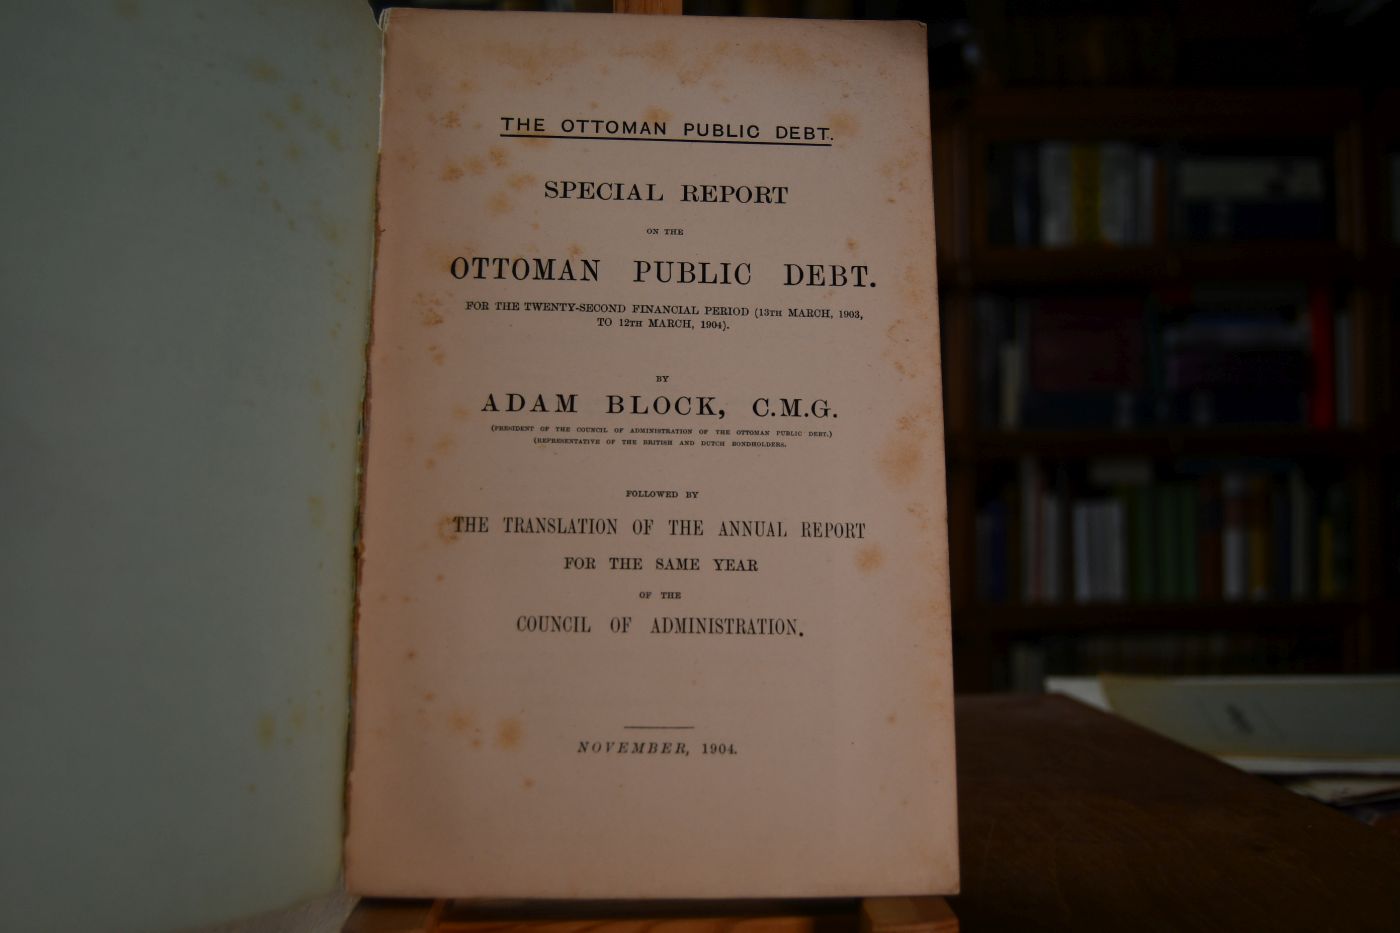 THE OTTOMAN PUBLIC DEBT.
SPECIAL REPORT
ON THE
OTTOMAN PUBLIC DEBT.
FOR THE TWENTY-SECOND FINANCIAL PERIOD (13TH MARCH, 1903,
TO 12TH MARCH, 1904).
BY
ADAM BLOCK, C.M.G.
(PRESIDENT OF THE COUNCIL OF ADMINISTRATION OF THE OTTOMAN PUBLIC DEBT.)
(REPRESENTATIVE OF THE BRITISH AND DUTCH BONDHOLDERS.
FOLLOWED BY
THE TRANSLATION OF THE ANNUAL REPORT
FOR THE SAME YEAR
OF THE
COUNCIL OF ADMINISTRATION.
NOVEMBER, 1904.